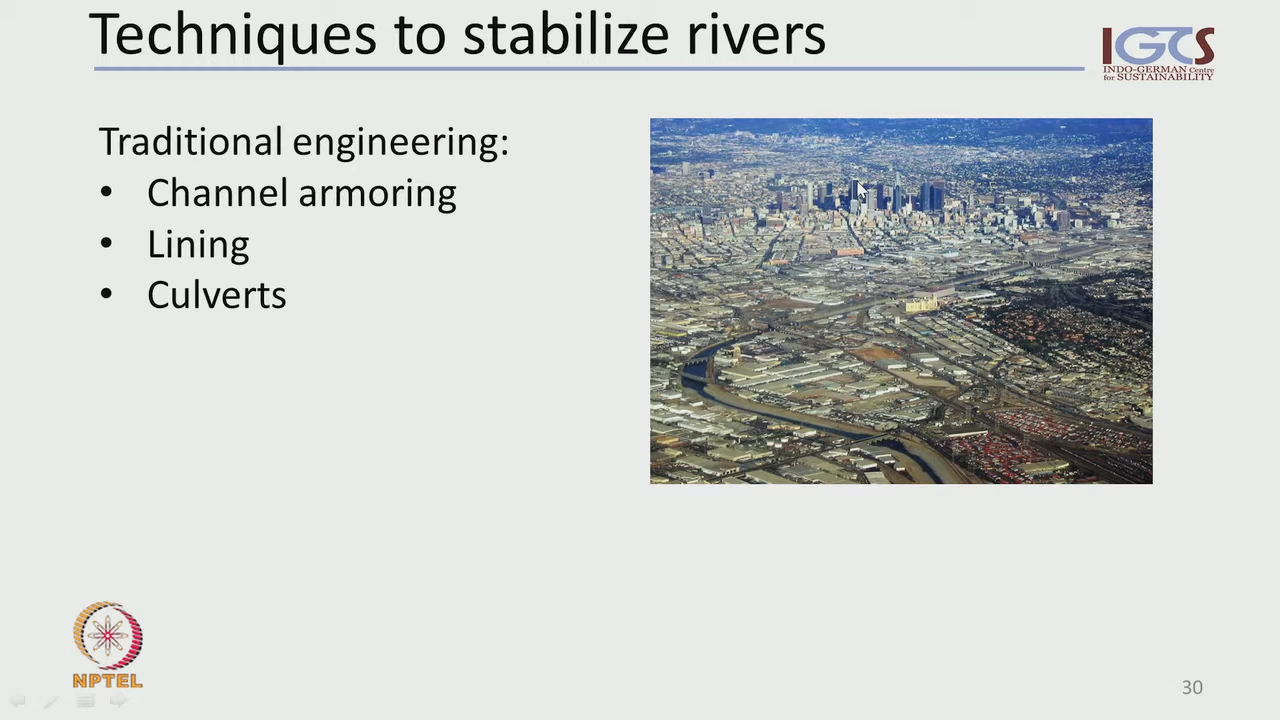 Techniques to stabilize rivers
IGCS
INDO-GERMAN Centre
for SUSTAINABILITY
Traditional engineering:
• Channel armoring
• Lining
• Culverts
NPTEL
30